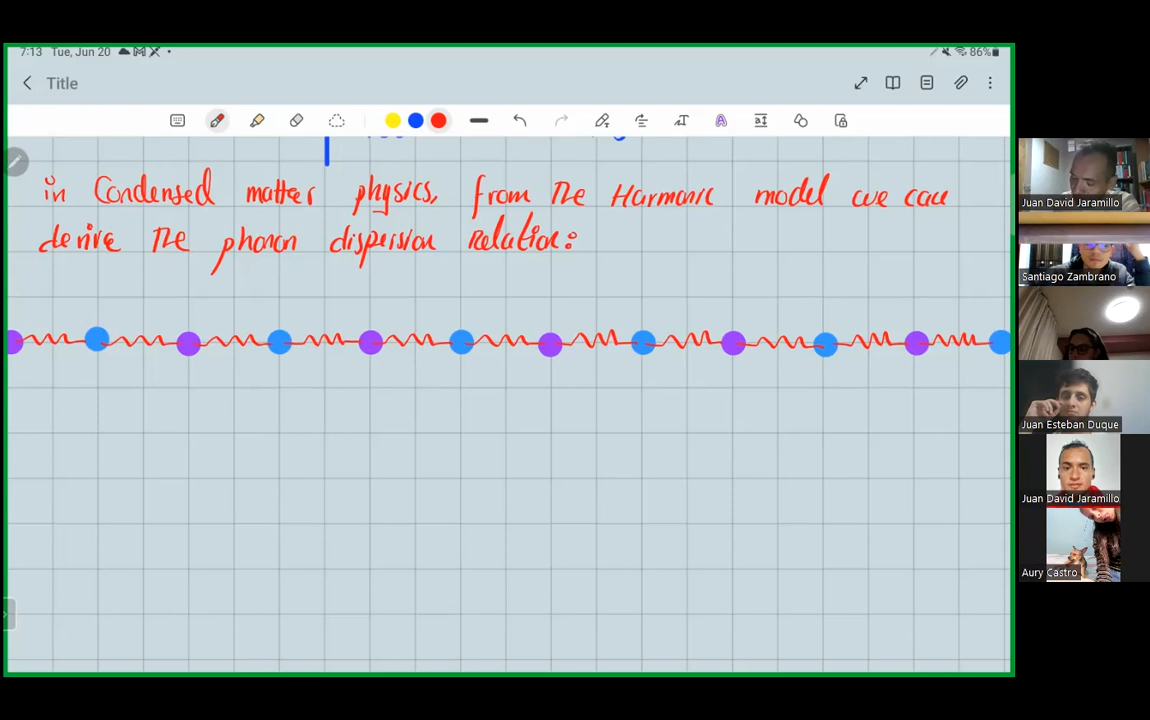 7:13 Tue, Jun 20
86%
Title
in Condensed matter physics, from the Harmonic model we can
derive the phonon dispersion relation:
Juan David Jaramillo
Santiago Zambrano
Juan Esteban Duque
Juan David Jaramillo
Aury Castro